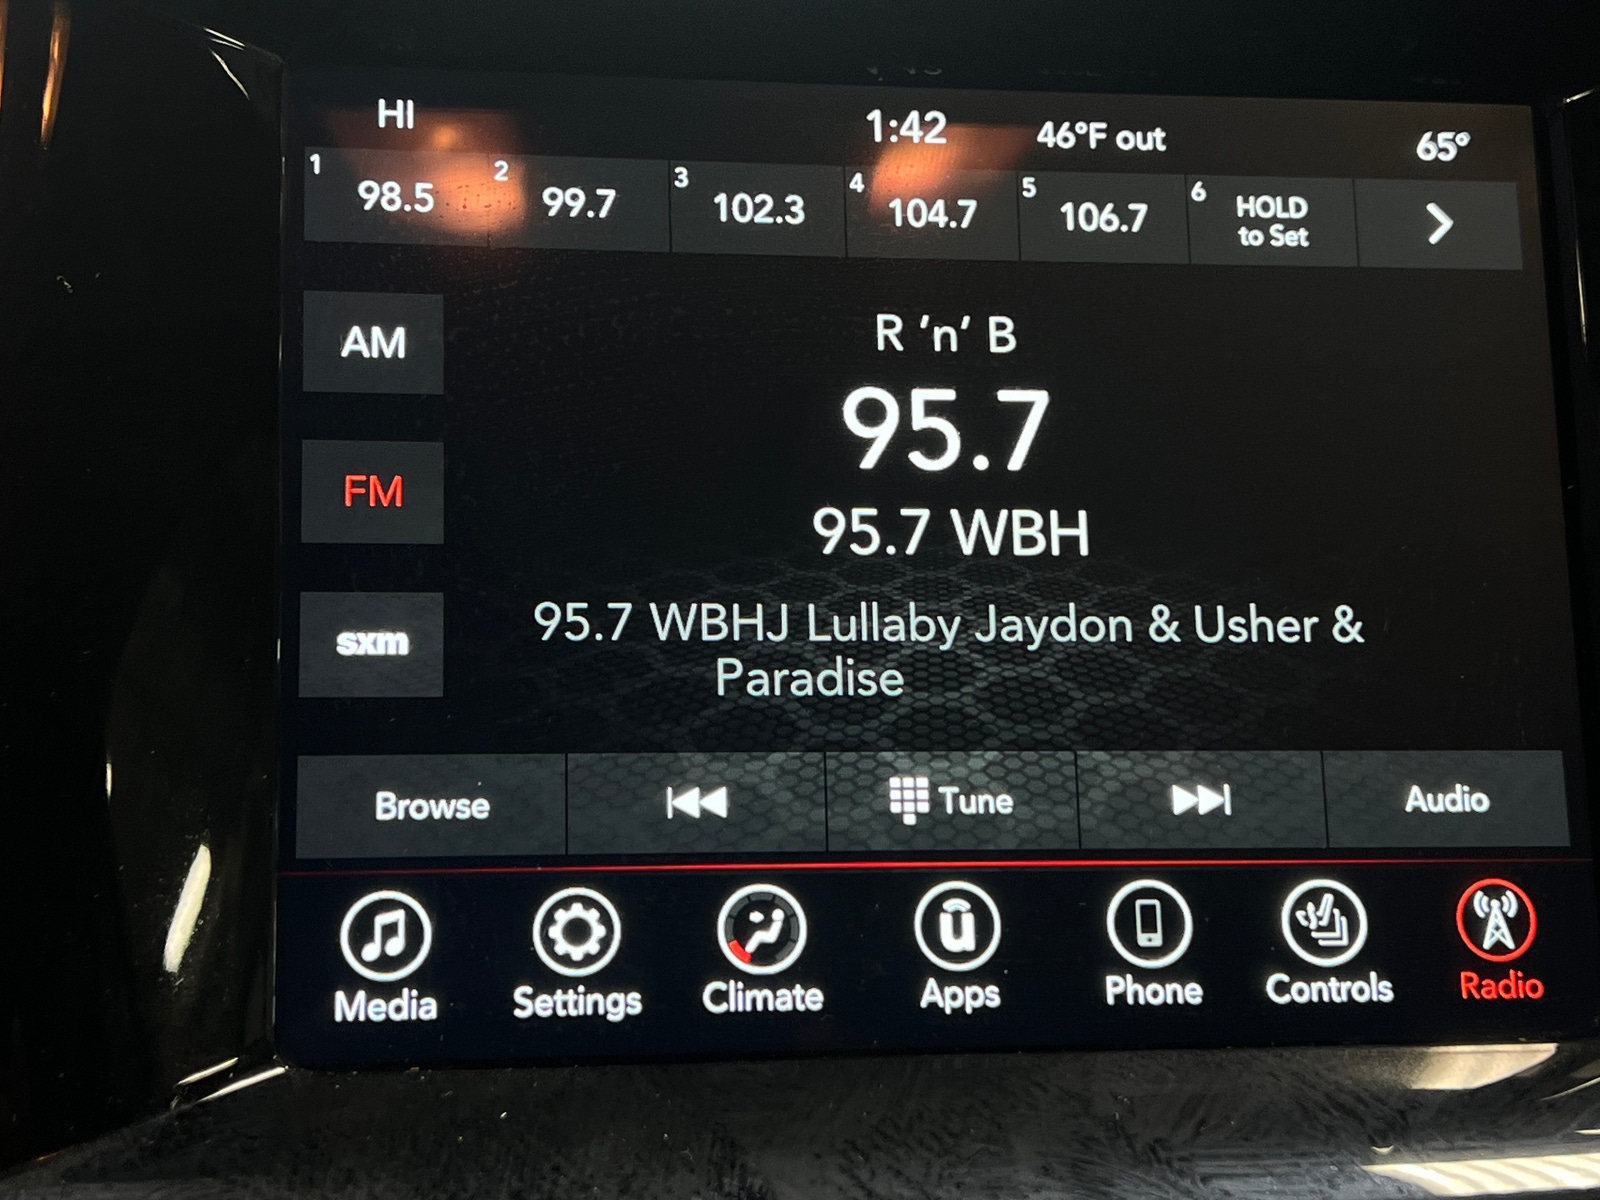 HI 1:42 46°F out 65°
1 98.5 2 99.7 3 102.3 4 104.7 5 106.7 6 HOLD
to Set
AM
R 'n' B
95.7
FM
95.7 WBH
95.7 WBHJ Lullaby Jaydon & Usher &
sxm
Paradise
Browse Tune Audio
u
Media Settings Climate Apps Phone Controls Radio